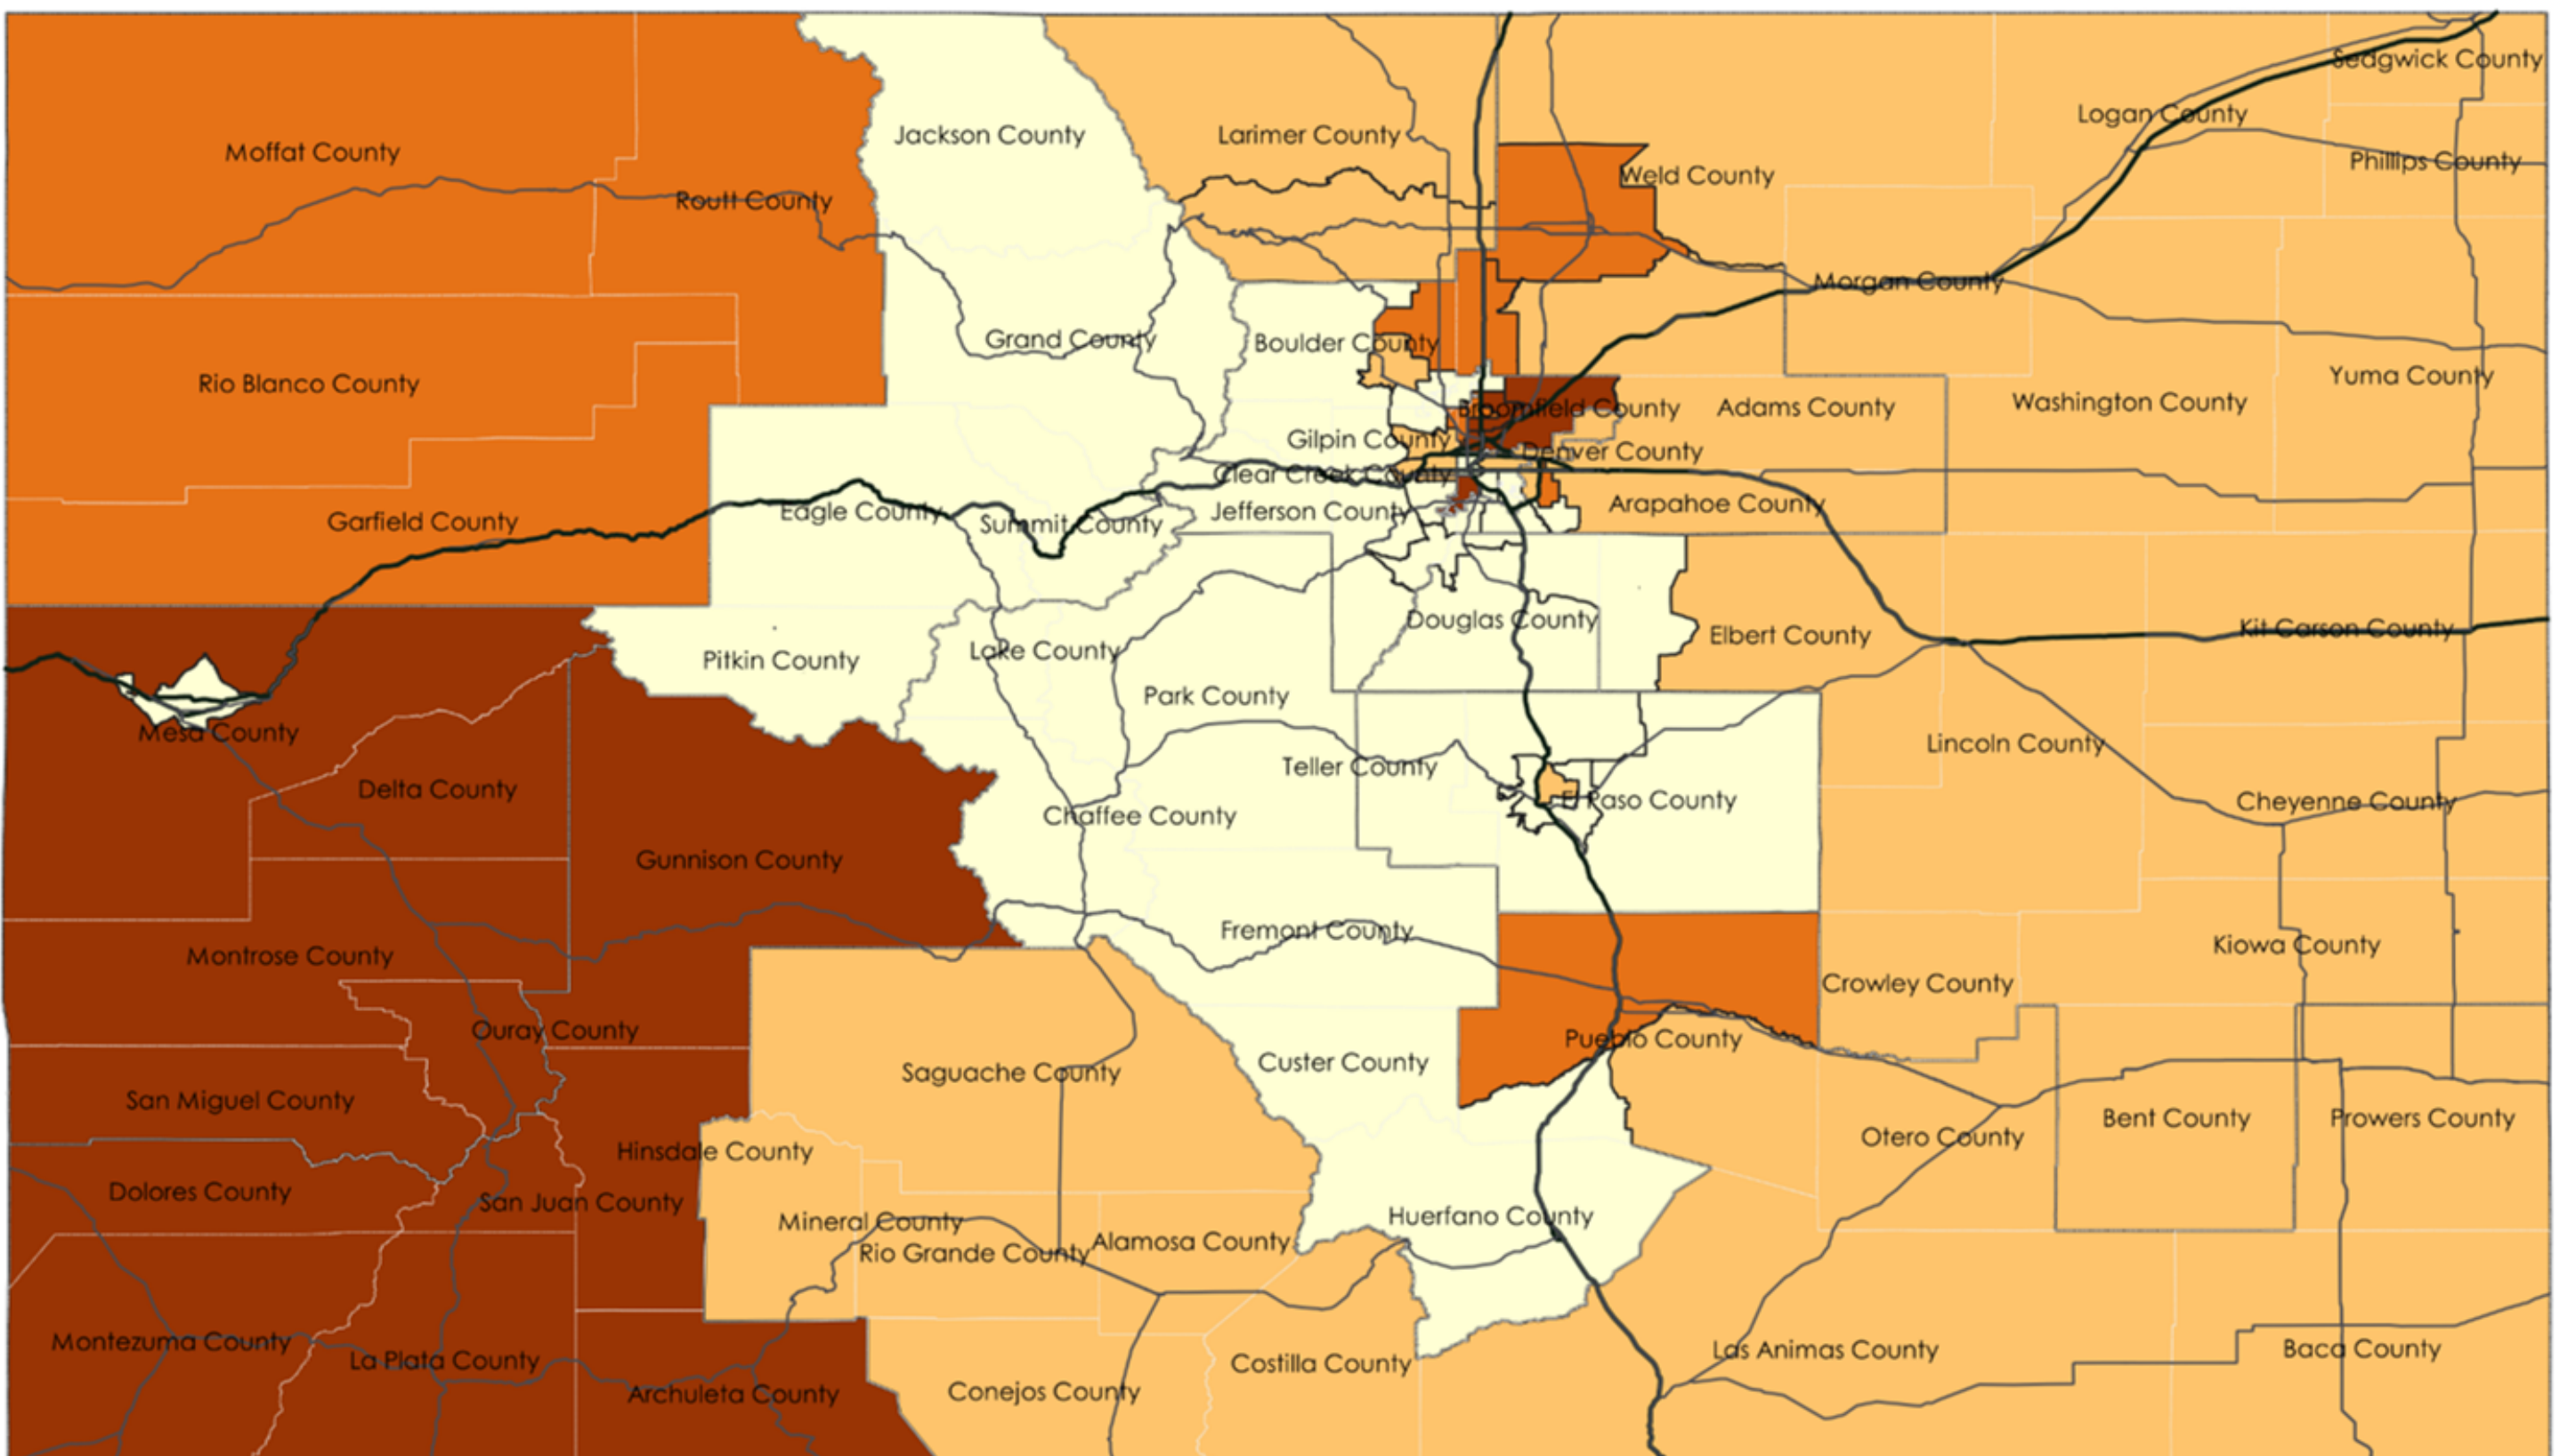 Sedgwick County
Logan County
Jackson County
Larimer County
Moffat County
Phillips County
Weld County
Routt County
Morgan County
Grand County
Boulder County
Yuma County
Rio Blanco County
Washington County
Broomfield County
Adams County
Gilpin County
Denver County
Clear Creek County
Arapahoe County
Eagle County
Jefferson County
Garfield County
Summit County
Douglas County
Kit Carson County
Elbert County
Lake County
Pitkin County
Park County
Mesa County
Lincoln County
Teller County
Delta County
El Paso County
Cheyenne County
Chaffee County
Gunnison County
Fremont County
Kiowa County
Montrose County
Crowley County
Ouray County
Pueblo County
Custer County
Saguache County
San Miguel County
Bent County
Prowers County
Otero County
Hinsdale County
Dolores County
San Juan County
Huerfano County
Mineral County
Alamosa County
Rio Grande County
Montezuma County
Las Animas County
Baca County
La Plata County
Costilla County
Conejos County
Archuleta County